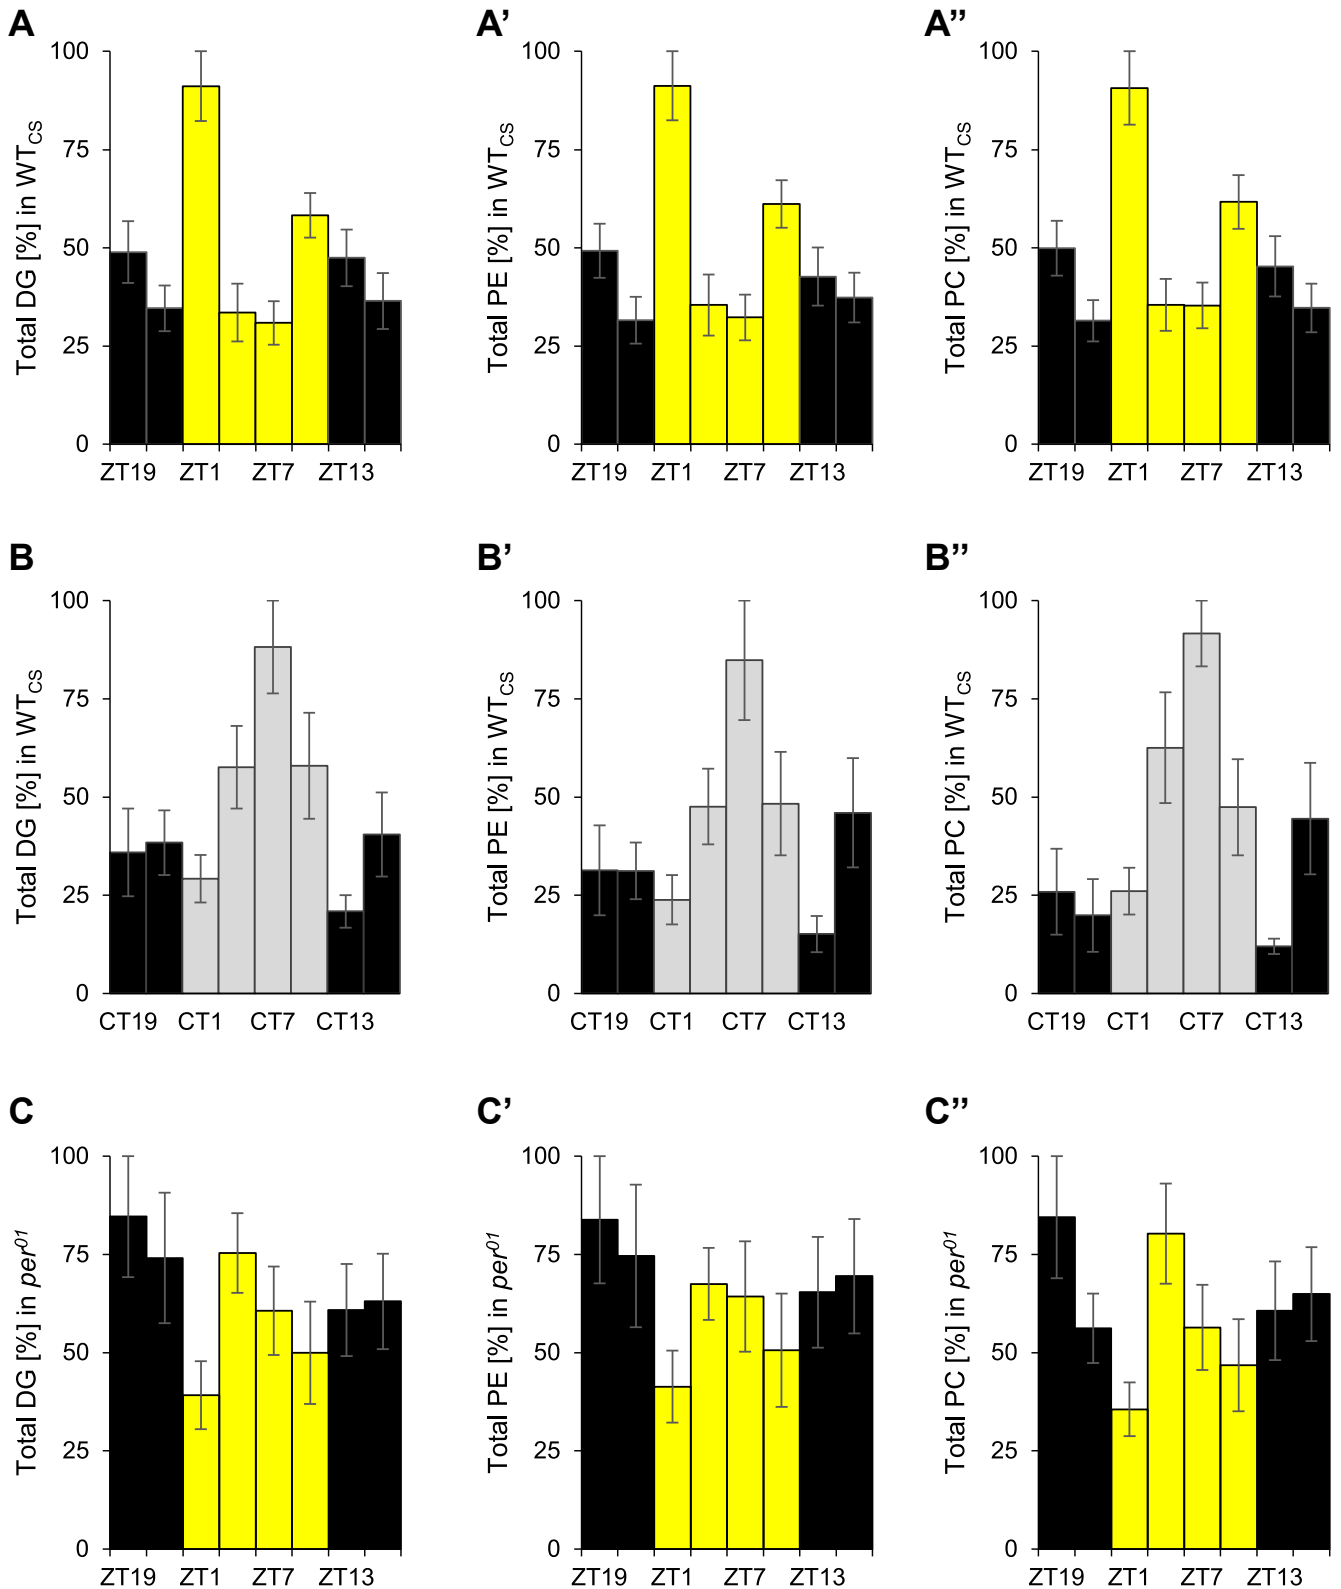 A
Total DG [%] in WTCS
100
75
50
25
0
ZT19 ZT1 ZT7 ZT13
A’
Total PE [%] in WTCS
100
75
50
25
0
ZT19 ZT1 ZT7 ZT13
A’’
Total PC [%] in WTCS
100
75
50
25
0
ZT19 ZT1 ZT7 ZT13
B
Total DG [%] in WTCS
100
75
50
25
0
CT19 CT1 CT7 CT13
B’
Total PE [%] in WTCS
100
75
50
25
0
CT19 CT1 CT7 CT13
B’’
Total PC [%] in WTCS
100
75
50
25
0
CT19 CT1 CT7 CT13
C
Total DG [%] in per01
100
75
50
25
0
ZT19 ZT1 ZT7 ZT13
C’
Total PE [%] in per01
100
75
50
25
0
ZT19 ZT1 ZT7 ZT13
C’’
Total PC [%] in per01
100
75
50
25
0
ZT19 ZT1 ZT7 ZT13